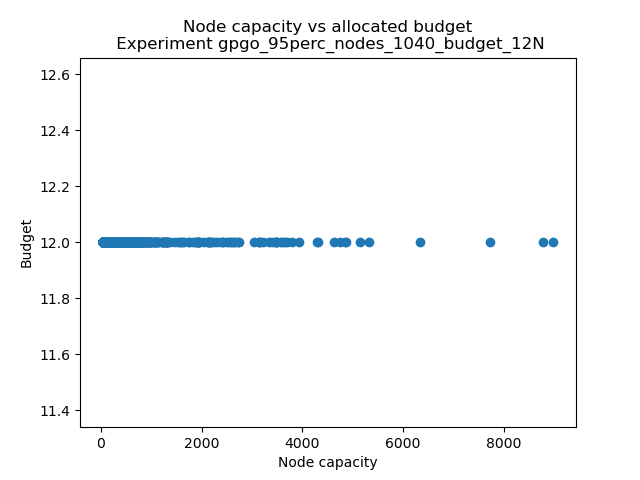 Node capacity vs allocated budget
Experiment gpgo_95perc_nodes_1040_budget_12N
12.6
12.4
12.2
12.0
11.8
11.6
11.4
Budget
0 2000 4000 6000 8000
Node capacity